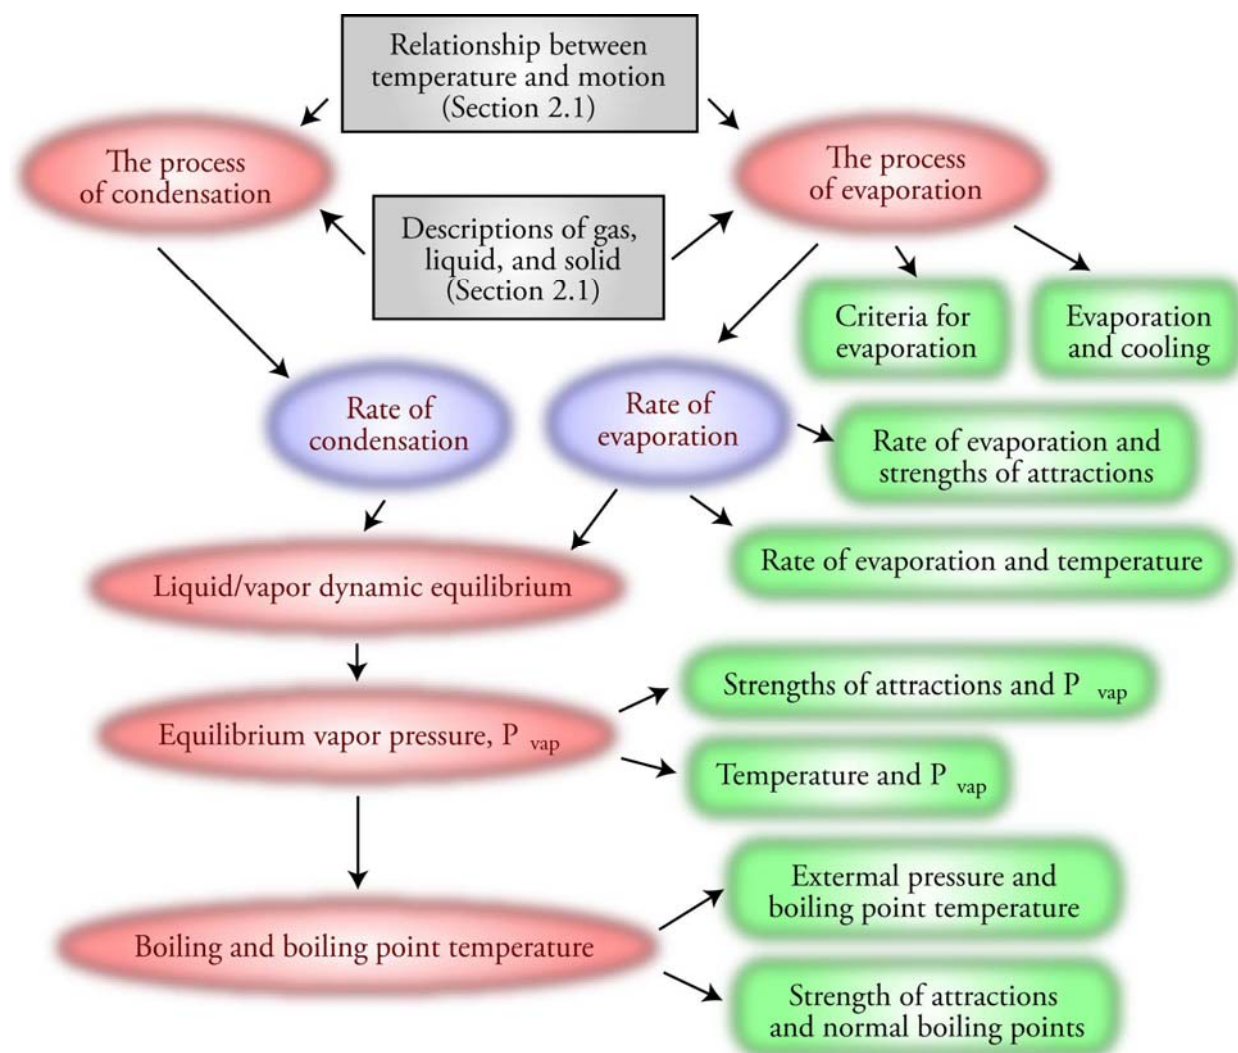 Relationship between
temperature and motion
(Section 2.1)
The process
of condensation
The process
of evaporation
Descriptions of gas,
liquid, and solid
(Section 2.1)
Criteria for
evaporation
Evaporation
and cooling
Rate of
condensation
Rate of
evaporation
Rate of evaporation and
strengths of attractions
Rate of evaporation and temperature
Liquid/vapor dynamic equilibrium
Strengths of attractions and P vap
Equilibrium vapor pressure, P vap
Temperature and P vap
Extermal pressure and
boiling point temperature
Boiling and boiling point temperature
Strength of attractions
and normal boiling points